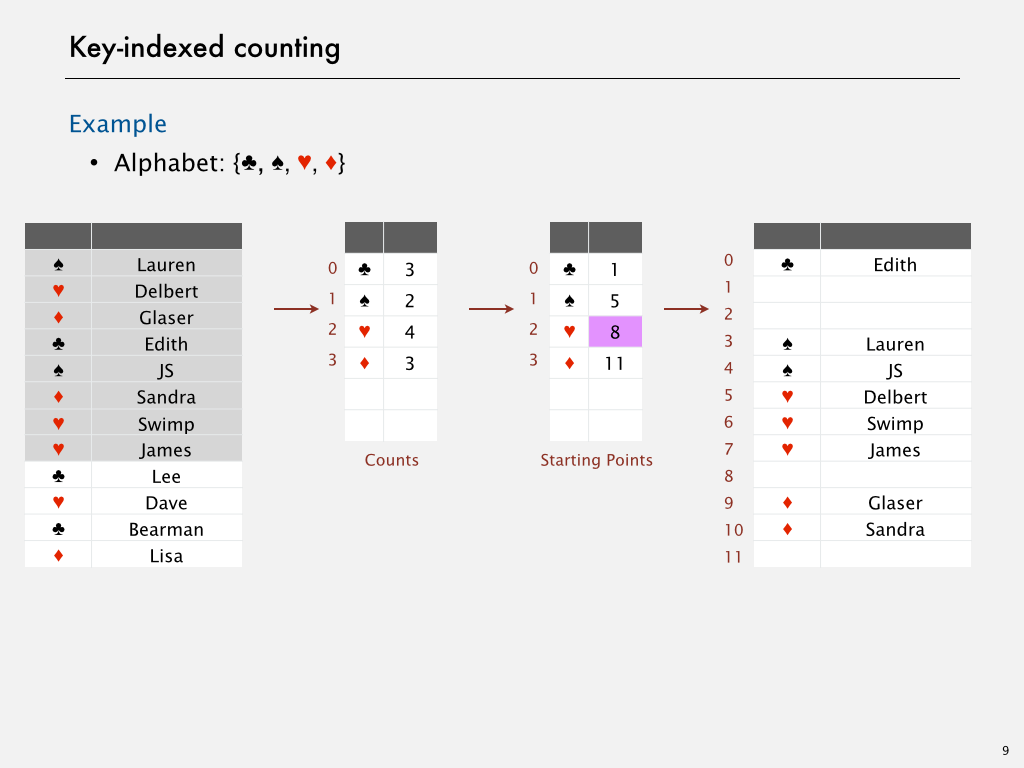 Key-indexed counting
Example
• Alphabet: {♣, ♠, ♥, ♦}
♠ Lauren
♥ Delbert
♦ Glaser
♣ Edith
♠ JS
♦ Sandra
♥ Swimp
♥ James
♣ Lee
♥ Dave
♣ Bearman
♦ Lisa
0 ♣ 3
1 ♠ 2
2 ♥ 4
3 ♦ 3
Counts
0 ♣ 1
1 ♠ 5
2 ♥ 8
3 ♦ 11
Starting Points
0 ♣ Edith
1
2
3 ♠ Lauren
4 ♠ JS
5 ♥ Delbert
6 ♥ Swimp
7 ♥ James
8
9 ♦ Glaser
10 ♦ Sandra
11
9